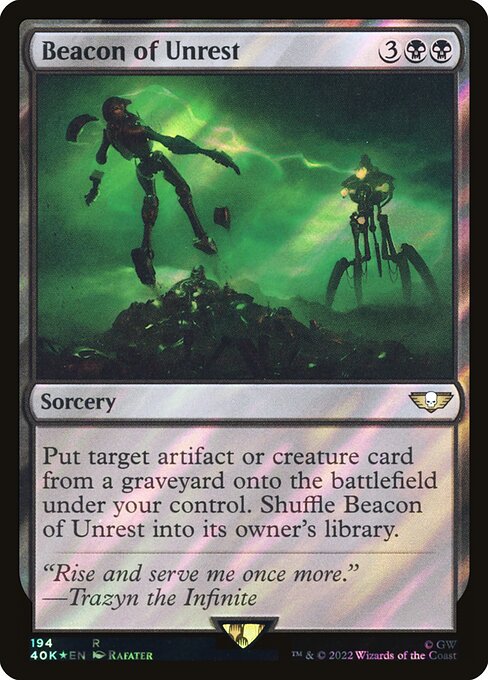 Beacon of Unrest 3
Sorcery
Put target artifact or creature card
from a graveyard onto the battlefield
under your control. Shuffle Beacon
of Unrest into its owner's library.
“Rise and serve me once more.”
—Trazyn the Infinite
194 R
40K★EN Rafater
© GW
™ & © 2022 Wizards of the Coast